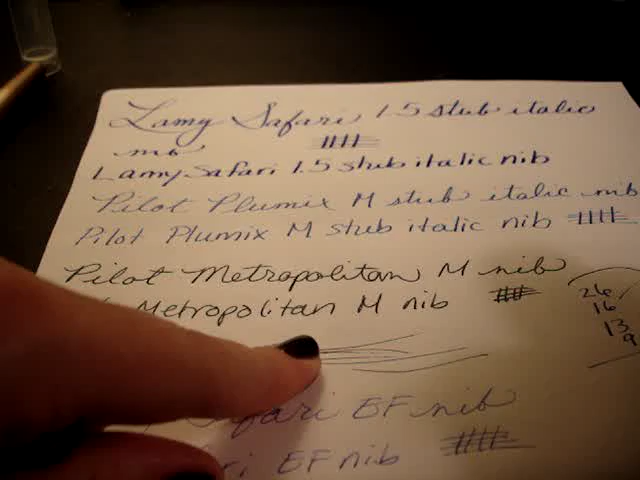 Lamy Safari 1.5 stub italic
nib
Lamy Safari 1.5 stub italic nib
Pilot Plumix M stub italic nib
Pilot Plumix M stub italic nib
Pilot Metropolitan M nib
Metropolitan M nib
26
16
13
9
Safari EF nib
ri EF nib